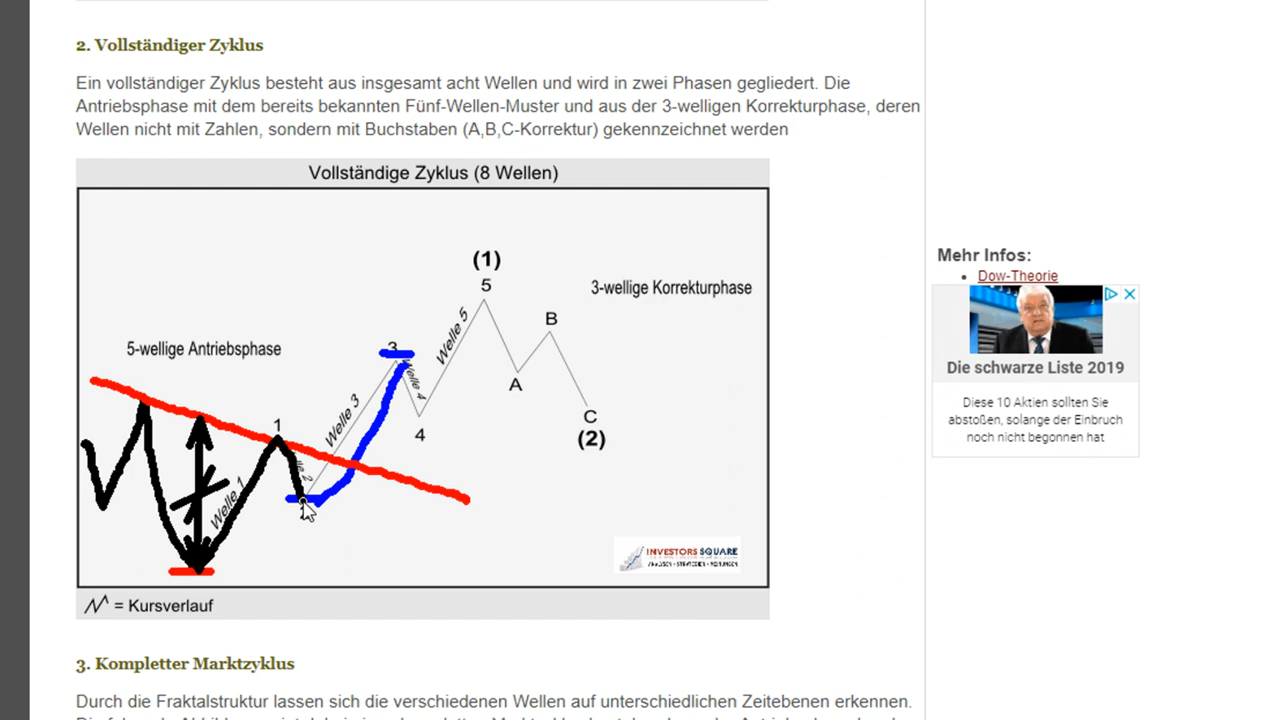 2. Vollständiger Zyklus
Ein vollständiger Zyklus besteht aus insgesamt acht Wellen und wird in zwei Phasen gegliedert. Die
Antriebsphase mit dem bereits bekannten Fünf-Wellen-Muster und aus der 3-welligen Korrekturphase, deren
Wellen nicht mit Zahlen, sondern mit Buchstaben (A,B,C-Korrektur) gekennzeichnet werden
Vollständige Zyklus (8 Wellen)
(1)
5
3-wellige Korrekturphase
B
Welle 5
5-wellige Antriebsphase
3
Welle 4
A
Welle 3
C
(2)
1
4
Welle 1
INVESTORS SQUARE
= Kursverlauf
Mehr Infos:
Dow-Theorie
Die schwarze Liste 2019
Diese 10 Aktien sollten Sie
abstoßen, solange der Einbruch
noch nicht begonnen hat
3. Kompletter Marktzyklus
Durch die Fraktalstruktur lassen sich die verschiedenen Wellen auf unterschiedlichen Zeitebenen erkennen.